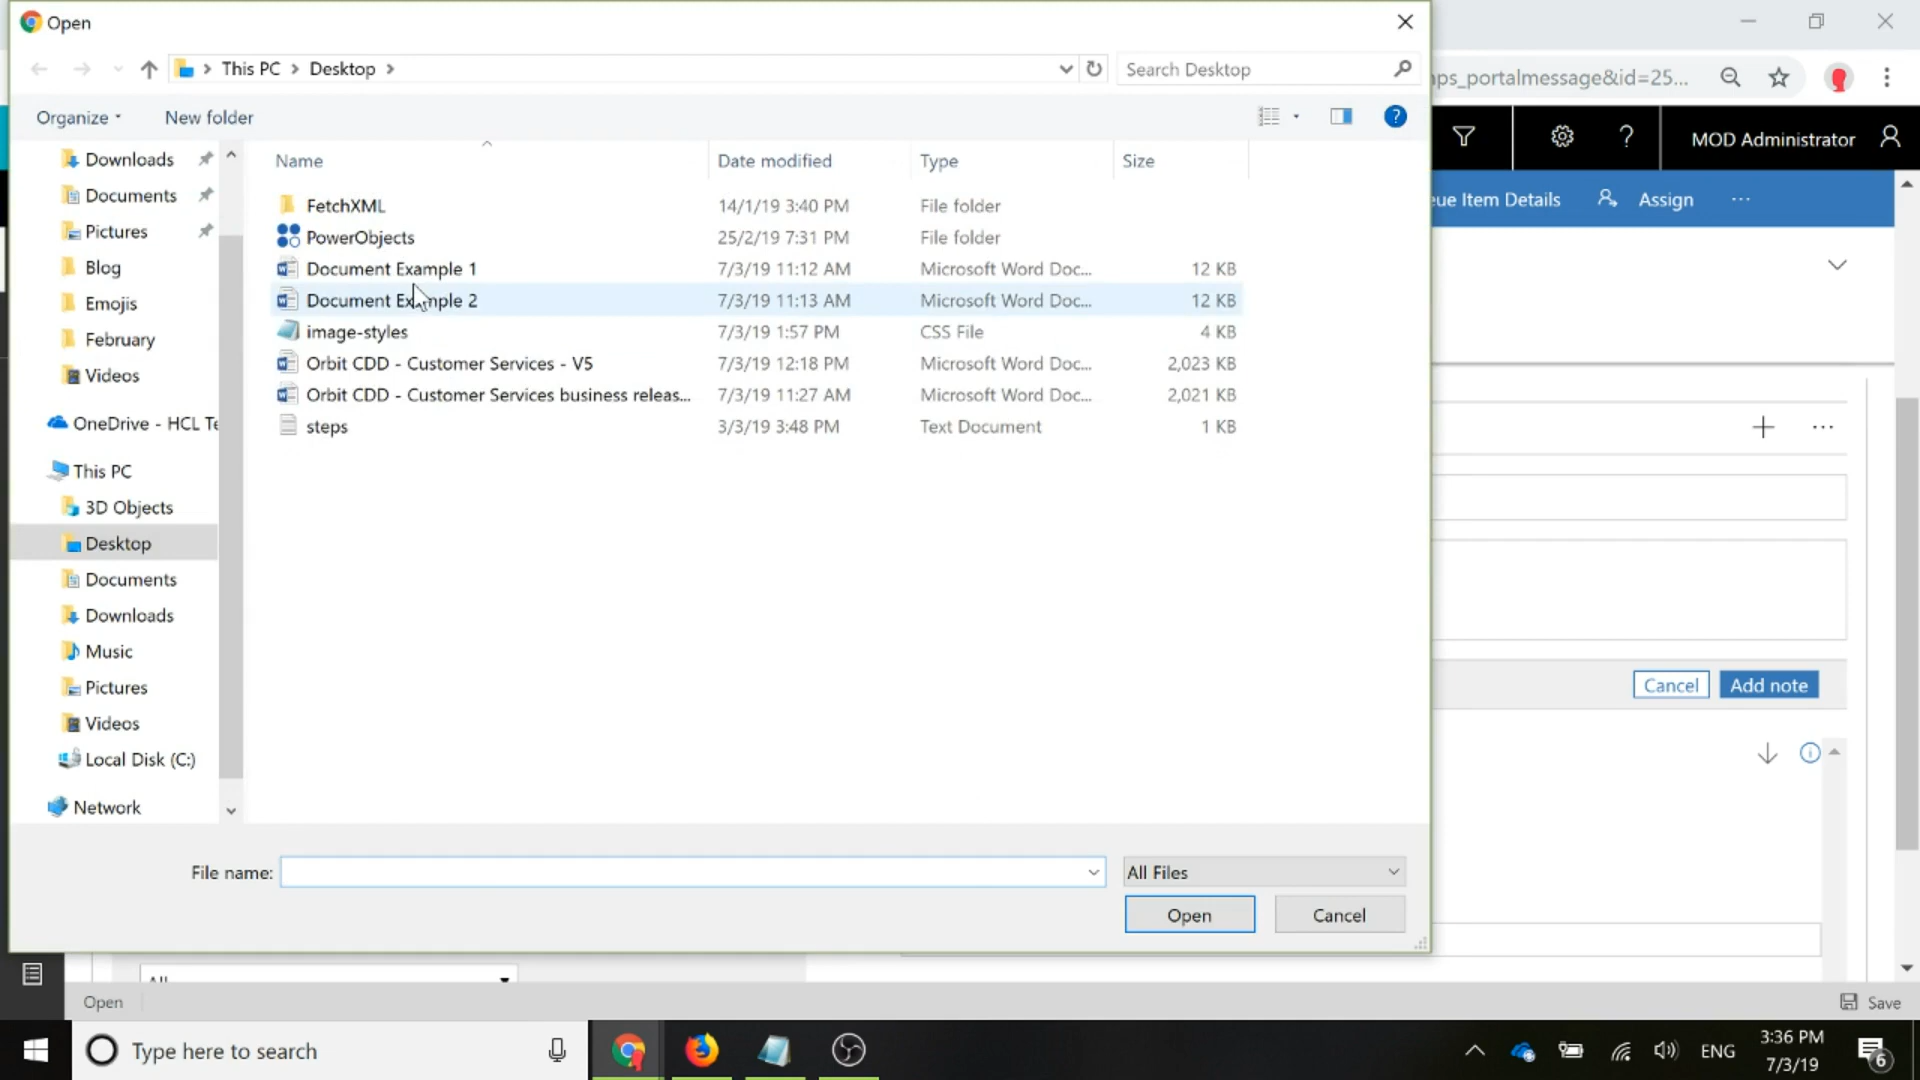 Open
This PC > Desktop >
Search Desktop
Organize
New folder
Name
Date modified
Type
Size
Downloads
Documents
Pictures
Blog
Emojis
February
Videos
OneDrive - HCL Te
This PC
3D Objects
Desktop
Documents
Downloads
Music
Pictures
Videos
Local Disk (C:)
Network
FetchXML 14/1/19 3:40 PM File folder
PowerObjects 25/2/19 7:31 PM File folder
Document Example 1 7/3/19 11:12 AM Microsoft Word Doc... 12 KB
Document Example 2 7/3/19 11:13 AM Microsoft Word Doc... 12 KB
image-styles 7/3/19 1:57 PM CSS File 4 KB
Orbit CDD - Customer Services - V5 7/3/19 12:18 PM Microsoft Word Doc... 2,023 KB
Orbit CDD - Customer Services business releas... 7/3/19 11:27 AM Microsoft Word Doc... 2,021 KB
steps 3/3/19 3:48 PM Text Document 1 KB
File name:
All Files
Open
Cancel
ps_portalmessage&id=25...
MOD Administrator
ue Item Details
Assign
Cancel
Add note
Open
Save
Type here to search
ENG
3:36 PM
7/3/19
6